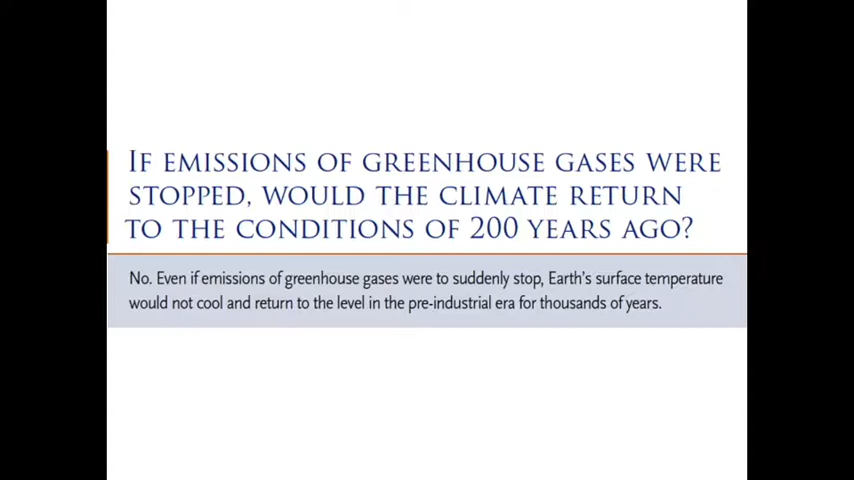 IF EMISSIONS OF GREENHOUSE GASES WERE
STOPPED, WOULD THE CLIMATE RETURN
TO THE CONDITIONS OF 200 YEARS AGO?
No. Even if emissions of greenhouse gases were to suddenly stop, Earth's surface temperature
would not cool and return to the level in the pre-industrial era for thousands of years.